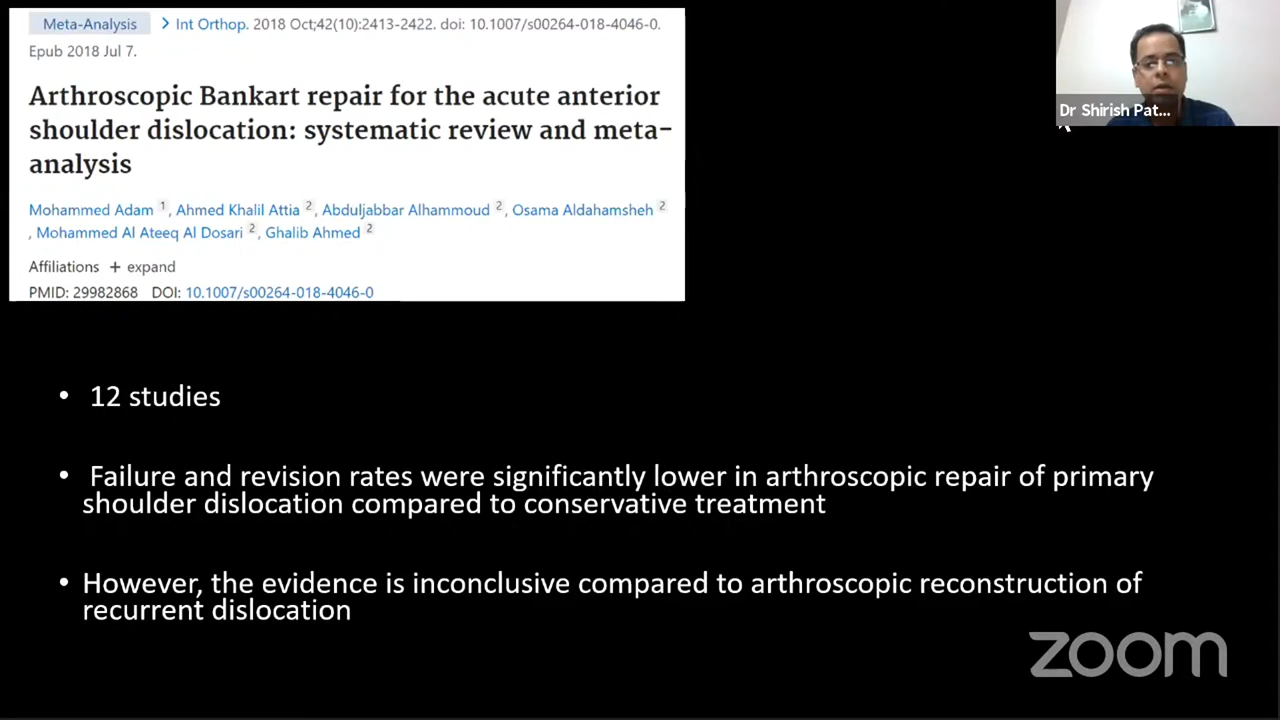 Meta-Analysis > Int Orthop. 2018 Oct;42(10):2413-2422. doi: 10.1007/s00264-018-4046-0.
Epub 2018 Jul 7.
Arthroscopic Bankart repair for the acute anterior
shoulder dislocation: systematic review and meta-
analysis
Mohammed Adam 1, Ahmed Khalil Attia 2, Abduljabbar Alhammoud 2, Osama Aldahamsheh 2
, Mohammed Al Ateeq Al Dosari 2, Ghalib Ahmed 2
Affiliations + expand
PMID: 29982868 DOI: 10.1007/s00264-018-4046-0
Dr Shirish Pat...
• 12 studies
• Failure and revision rates were significantly lower in arthroscopic repair of primary
shoulder dislocation compared to conservative treatment
• However, the evidence is inconclusive compared to arthroscopic reconstruction of
recurrent dislocation
zoom